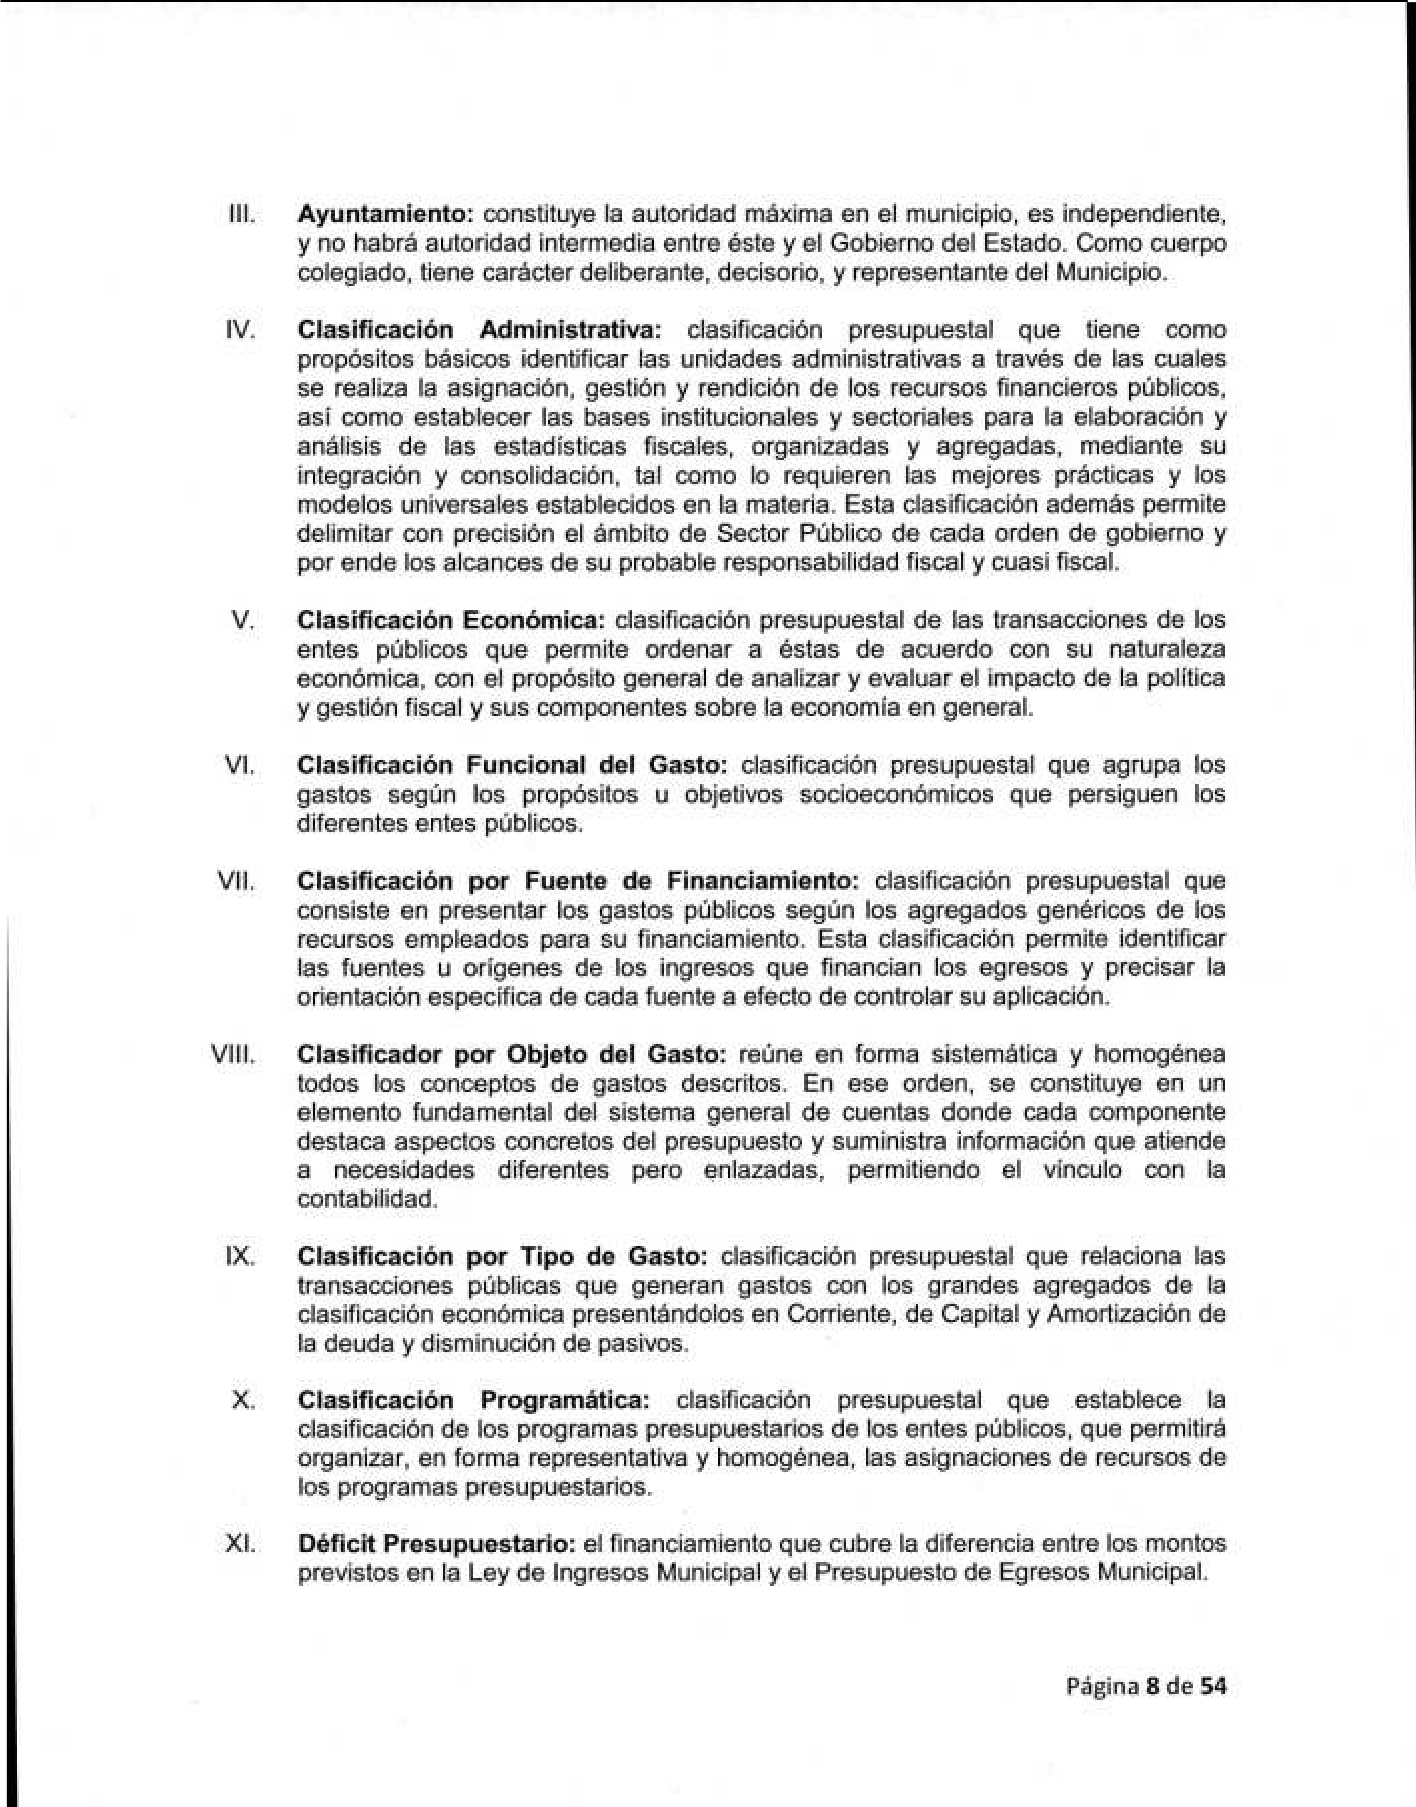 III. Ayuntamiento: constituye la autoridad máxima en el municipio, es independiente,
y no habrá autoridad intermedia entre éste y el Gobierno del Estado. Como cuerpo
colegiado, tiene carácter deliberante, decisorio, y representante del Municipio.
IV. Clasificación Administrativa: clasificación presupuestal que tiene como
propósitos básicos identificar las unidades administrativas a través de las cuales
se realiza la asignación, gestión y rendición de los recursos financieros públicos,
así como establecer las bases institucionales y sectoriales para la elaboración y
análisis de las estadísticas fiscales, organizadas y agregadas, mediante su
integración y consolidación, tal como lo requieren las mejores prácticas y los
modelos universales establecidos en la materia. Esta clasificación además permite
delimitar con precisión el ámbito de Sector Público de cada orden de gobierno y
por ende los alcances de su probable responsabilidad fiscal y cuasi fiscal.
V. Clasificación Económica: clasificación presupuestal de las transacciones de los
entes públicos que permite ordenar a éstas de acuerdo con su naturaleza
económica, con el propósito general de analizar y evaluar el impacto de la política
y gestión fiscal y sus componentes sobre la economía en general.
VI. Clasificación Funcional del Gasto: clasificación presupuestal que agrupa los
gastos según los propósitos u objetivos socioeconómicos que persiguen los
diferentes entes públicos.
VII. Clasificación por Fuente de Financiamiento: clasificación presupuestal que
consiste en presentar los gastos públicos según los agregados genéricos de los
recursos empleados para su financiamiento. Esta clasificación permite identificar
las fuentes u orígenes de los ingresos que financian los egresos y precisar la
orientación específica de cada fuente a efecto de controlar su aplicación.
VIII. Clasificador por Objeto del Gasto: reúne en forma sistemática y homogénea
todos los conceptos de gastos descritos. En ese orden, se constituye en un
elemento fundamental del sistema general de cuentas donde cada componente
destaca aspectos concretos del presupuesto y suministra información que atiende
a necesidades diferentes pero enlazadas, permitiendo el vínculo con la
contabilidad.
IX. Clasificación por Tipo de Gasto: clasificación presupuestal que relaciona las
transacciones públicas que generan gastos con los grandes agregados de la
clasificación económica presentándolos en Corriente, de Capital y Amortización de
la deuda y disminución de pasivos.
X. Clasificación Programática: clasificación presupuestal que establece la
clasificación de los programas presupuestarios de los entes públicos, que permitirá
organizar, en forma representativa y homogénea, las asignaciones de recursos de
los programas presupuestarios.
XI. Déficit Presupuestario: el financiamiento que cubre la diferencia entre los montos
previstos en la Ley de Ingresos Municipal y el Presupuesto de Egresos Municipal.
Página 8 de 54